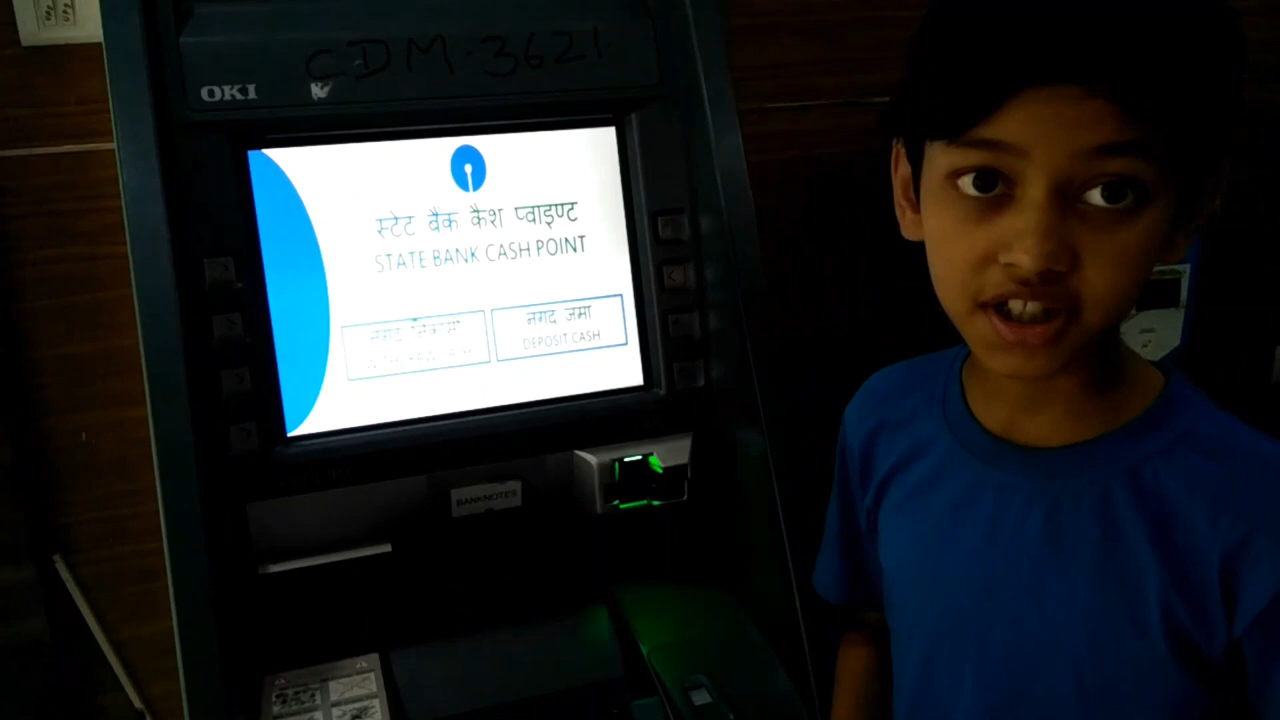 CDM-3621
OKI
स्टेट बैंक कैश प्वाइण्ट
STATE BANK CASH POINT
नगद जमा
DEPOSIT CASH
BANKNOTES